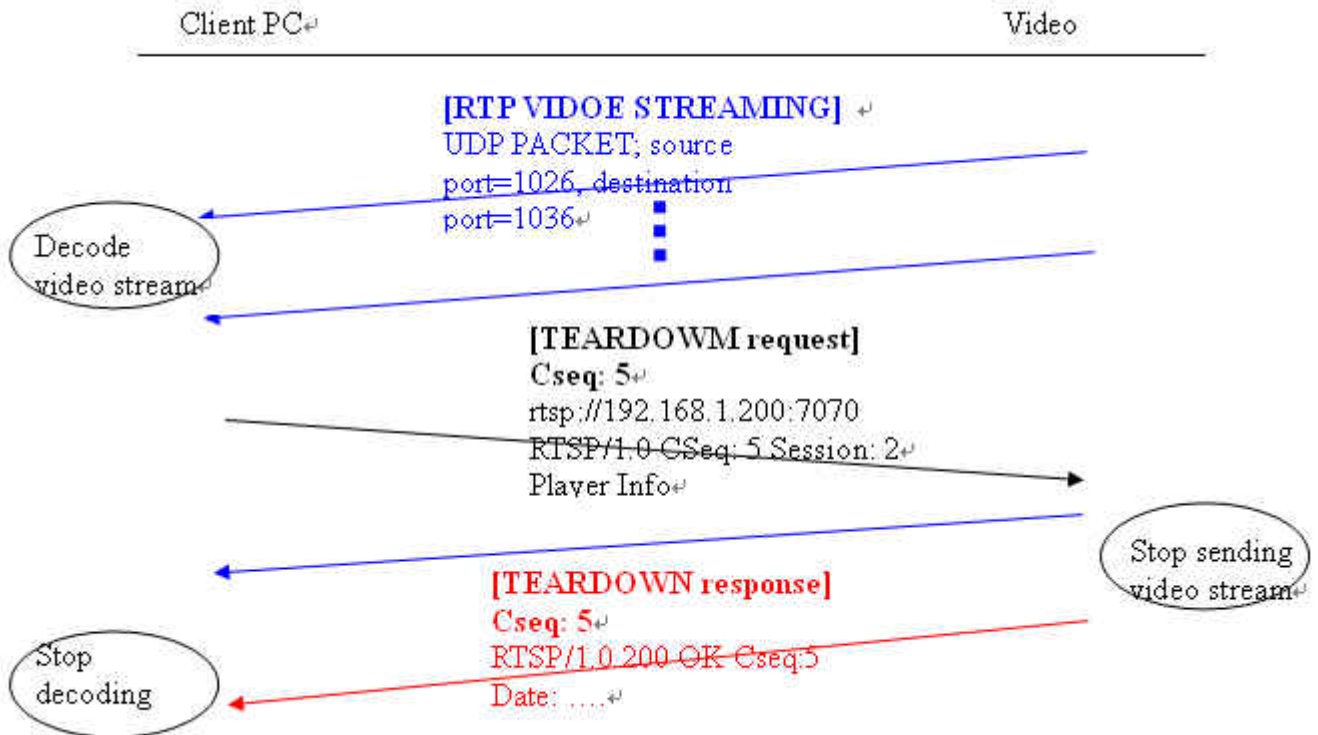 Client PC
Video
[RTP VIDOE STREAMING]
UDP PACKET; source
port=1026, destination
port=1036
Decode
video stream
[TEARDOWM request]
Cseq: 5
rtsp://192.168.1.200:7070
RTSP/1.0 CSeq: 5 Session: 2
Player Info
Stop sending
video stream
[TEARDOWN response]
Cseq: 5
RTSP/1.0 200 OK Cseq:5
Date: ....
Stop
decoding